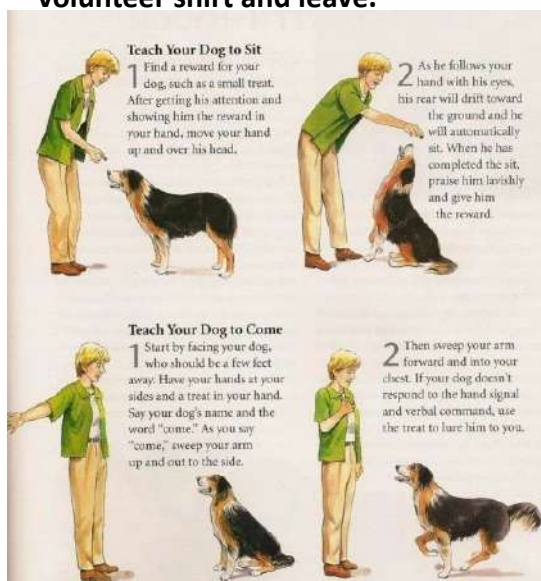 volunteer shirt and leave.
Teach Your Dog to Sit
1 Find a reward for your
dog, such as a small treat.
After getting his attention and
showing him the reward in
your hand, move your hand
up and over his head.
2 As he follows your
hand with his eyes,
his rear will drift toward
the ground and he
will automatically
sit. When he has
completed the sit,
praise him lavishly
and give him
the reward.
Teach Your Dog to Come
1 Start by facing your dog,
who should be a few feet
away. Have your hands at your
sides and a treat in your hand.
Say your dog's name and the
word "come." As you say
"come," sweep your arm
up and out to the side.
2 Then sweep your arm
forward and into your
chest. If your dog doesn't
respond to the hand signal
and verbal command, use
the treat to lure him to you.